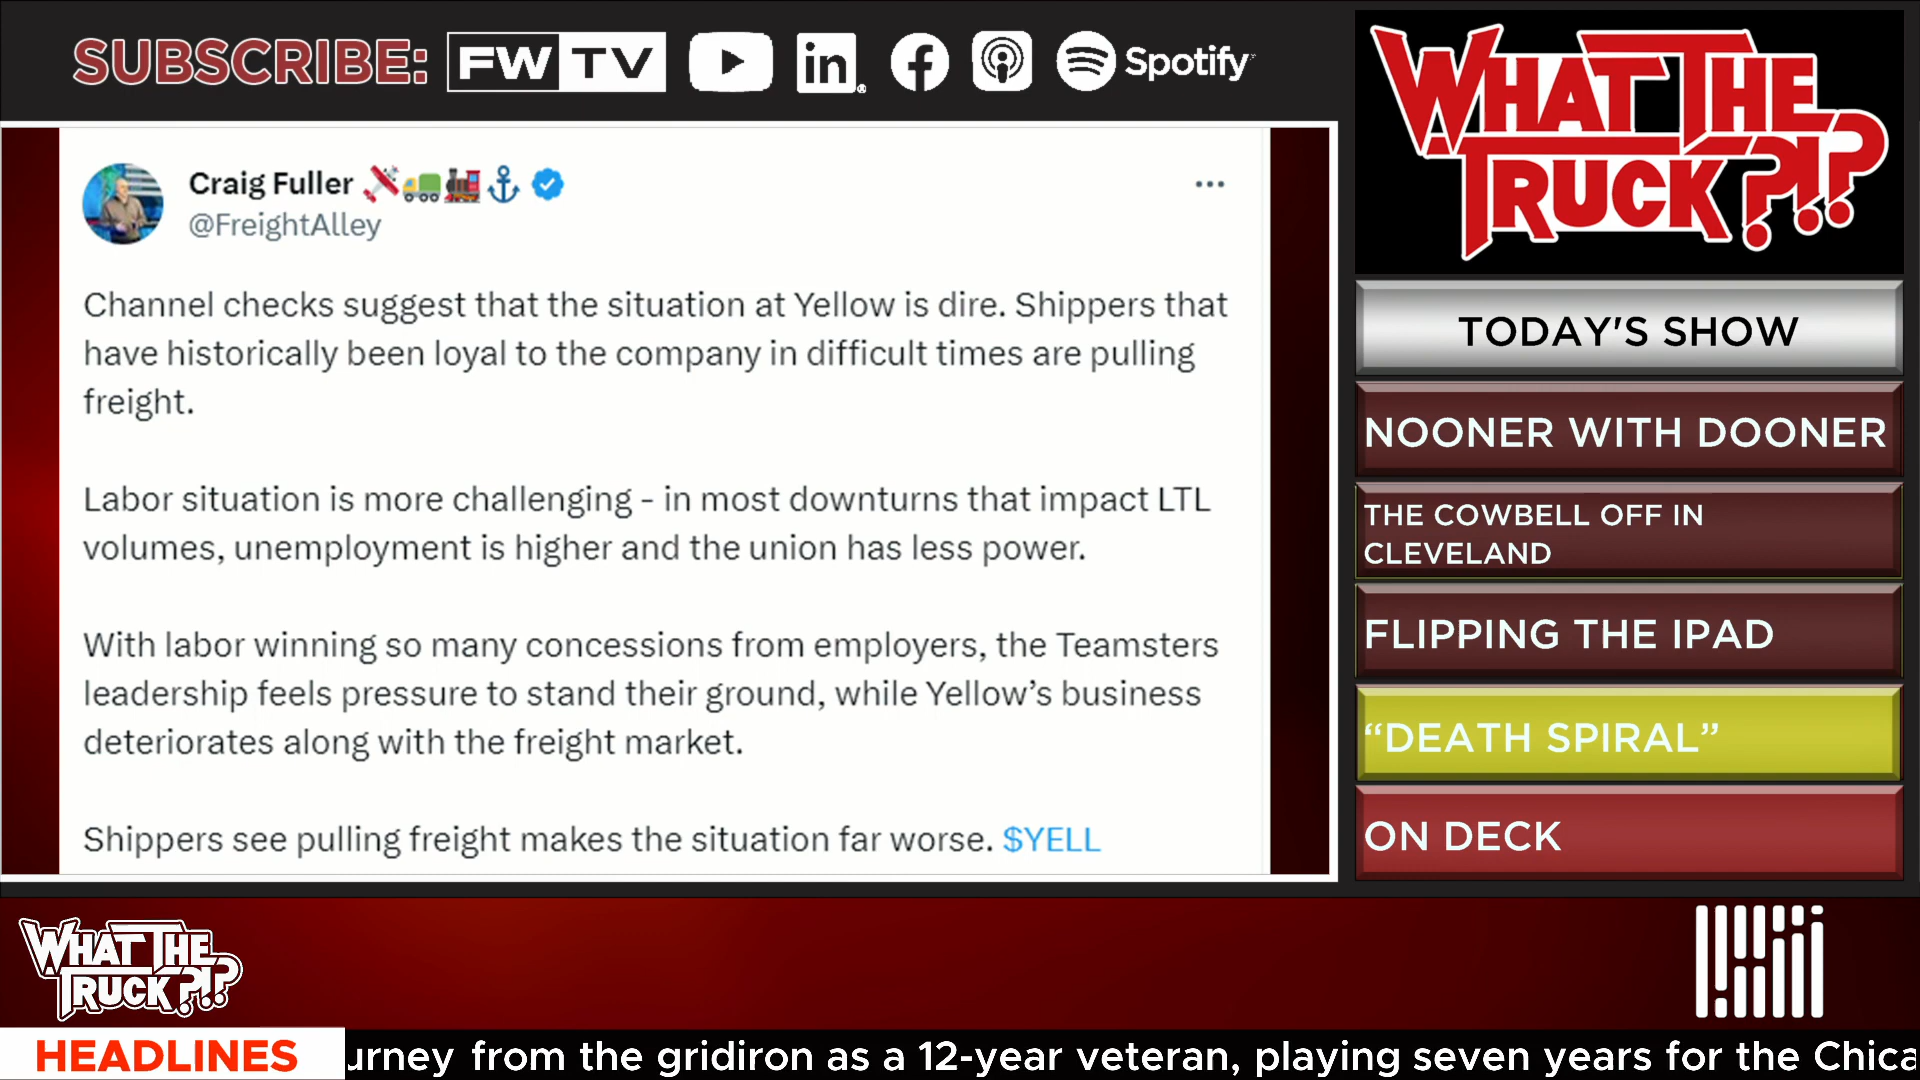 SUBSCRIBE: FW TV in Spotify
WHAT THE
TRUCK?!?
Craig Fuller
@FreightAlley
Channel checks suggest that the situation at Yellow is dire. Shippers that
have historically been loyal to the company in difficult times are pulling
freight.
Labor situation is more challenging - in most downturns that impact LTL
volumes, unemployment is higher and the union has less power.
With labor winning so many concessions from employers, the Teamsters
leadership feels pressure to stand their ground, while Yellow's business
deteriorates along with the freight market.
Shippers see pulling freight makes the situation far worse. $YELL
TODAY'S SHOW
NOONER WITH DOONER
THE COWBELL OFF IN
CLEVELAND
FLIPPING THE IPAD
“DEATH SPIRAL”
ON DECK
WHAT THE
TRUCK?!?
HEADLINES urney from the gridiron as a 12-year veteran, playing seven years for the Chica